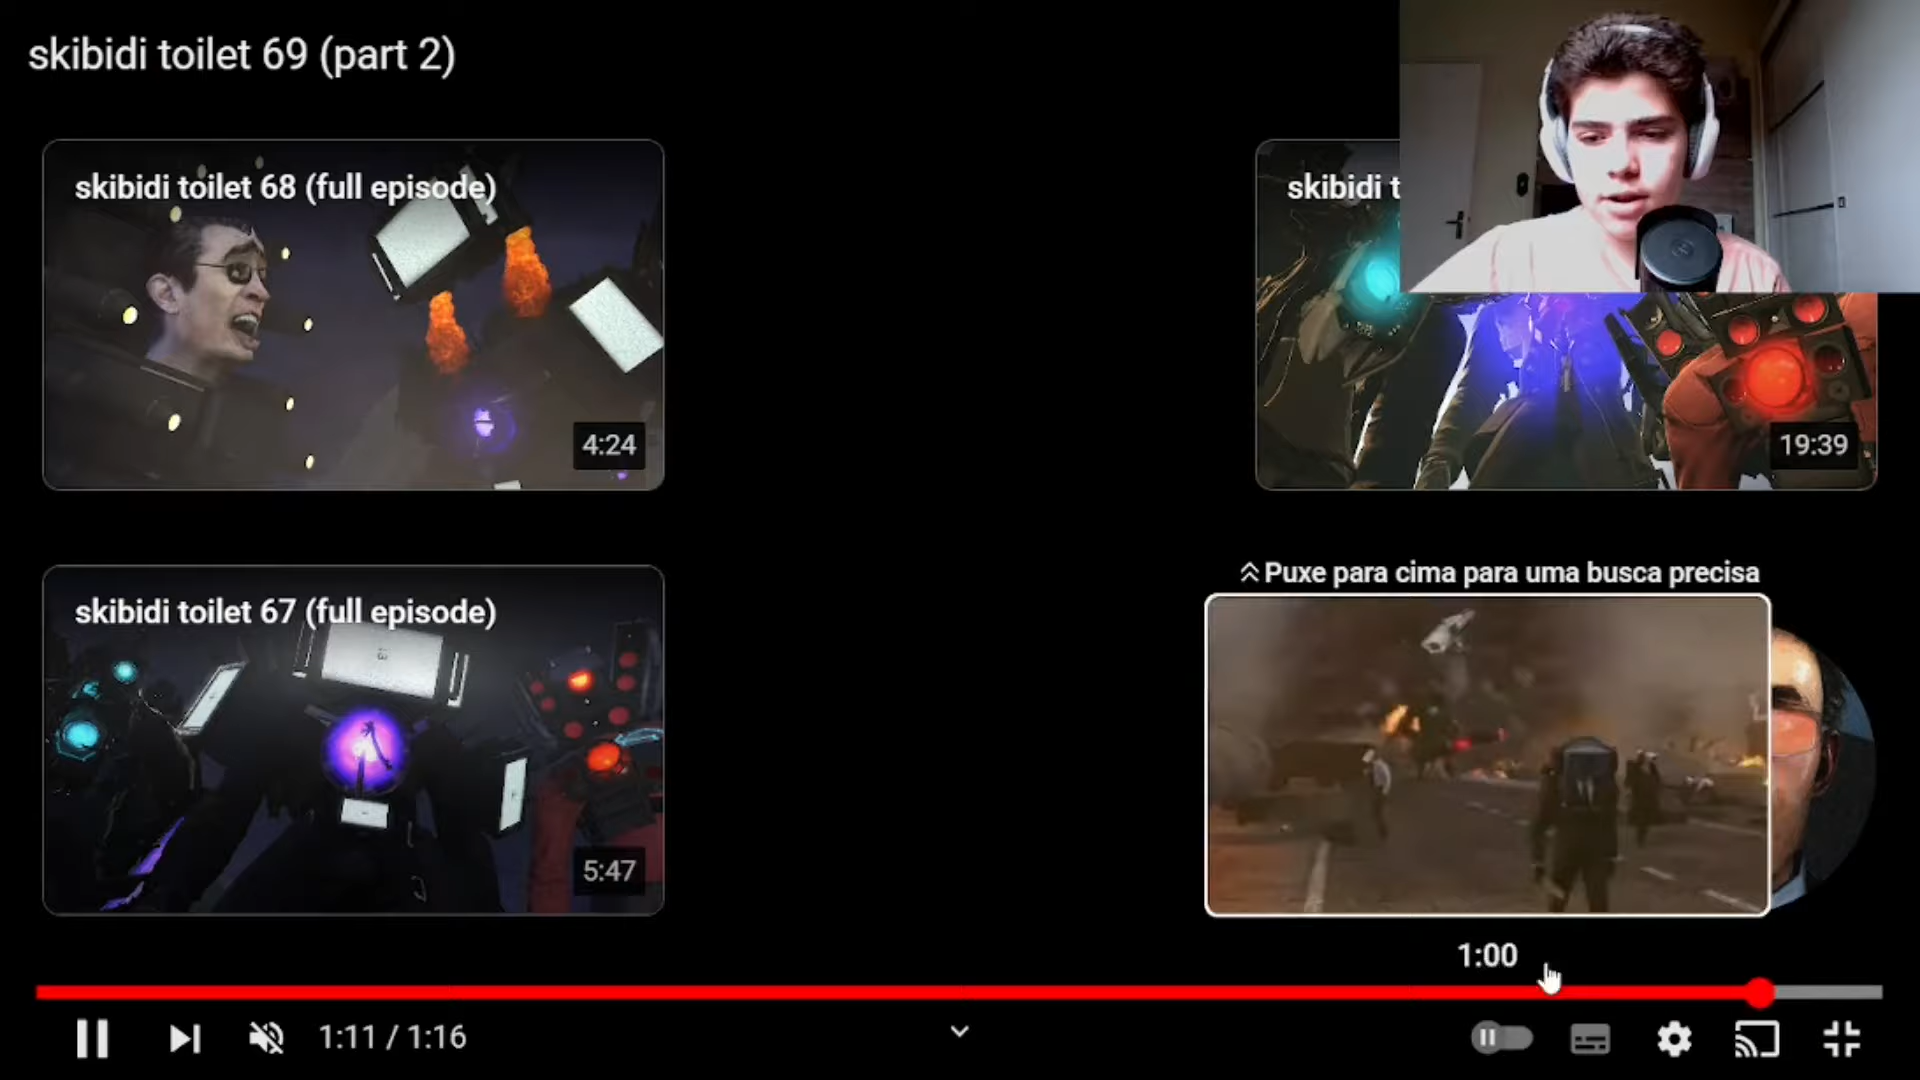 skibidi toilet 69 (part 2)
skibidi toilet 68 (full episode)
4:24
skibidi t
19:39
skibidi toilet 67 (full episode)
5:47
Puxe para cima para uma busca precisa
1:00
1:11 / 1:16